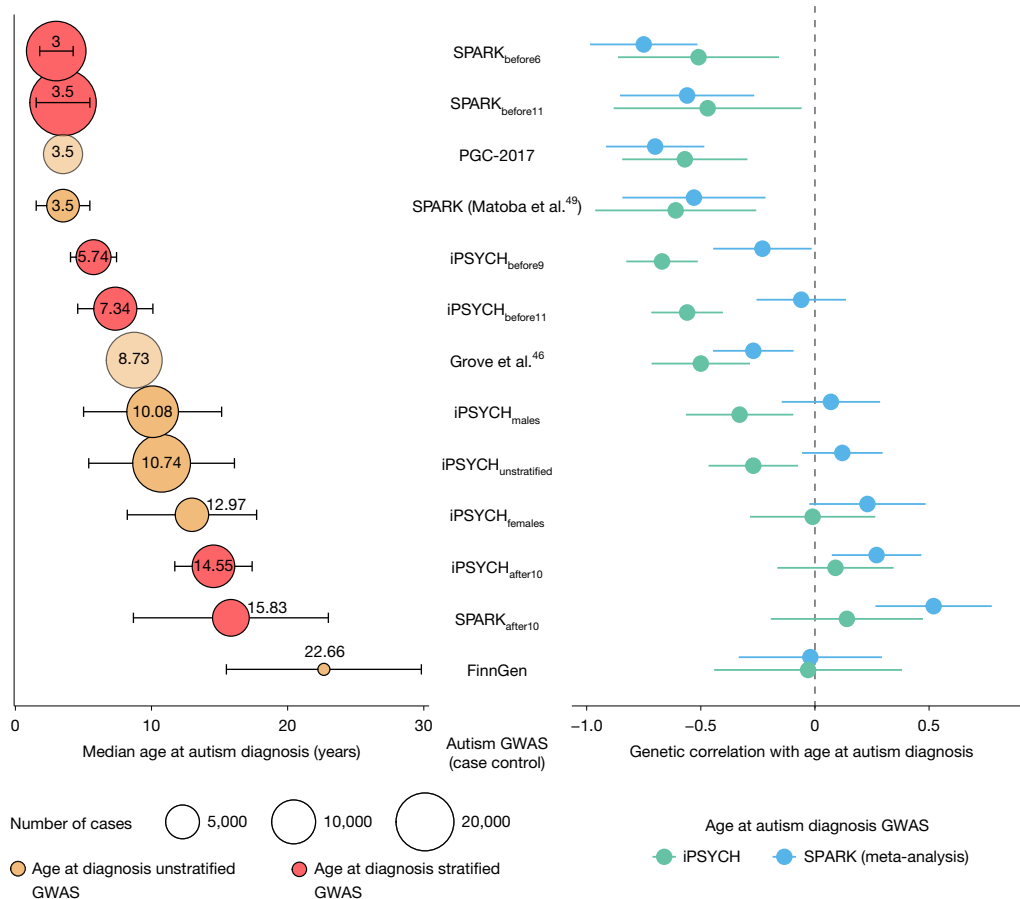 3
SPARKbefore6
3.5
SPARKbefore11
3.5
PGC-2017
3.5
SPARK (Matoba et al.49)
5.74
iPSYCHbefore9
7.34
iPSYCHbefore11
8.73
Grove et al.46
10.08
iPSYCHmales
10.74
iPSYCHunstratified
12.97
iPSYCHfemales
14.55
iPSYCHafter10
15.83
SPARKafter10
22.66
FinnGen
0 10 20 30
−1.0 −0.5 0 0.5
Median age at autism diagnosis (years)
Autism GWAS
(case control)
Genetic correlation with age at autism diagnosis
Number of cases 5,000 10,000 20,000
Age at diagnosis unstratified
GWAS
Age at diagnosis stratified
GWAS
Age at autism diagnosis GWAS
iPSYCH SPARK (meta-analysis)